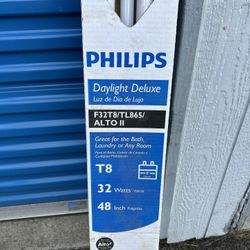 PHILIPS
Daylight Deluxe
Luz de Día de Lujo
F32T8/TL865/
ALTO II
Great for the Bath,
Laundry or Any Room
T8
32 Watts
48 Inch
Alto